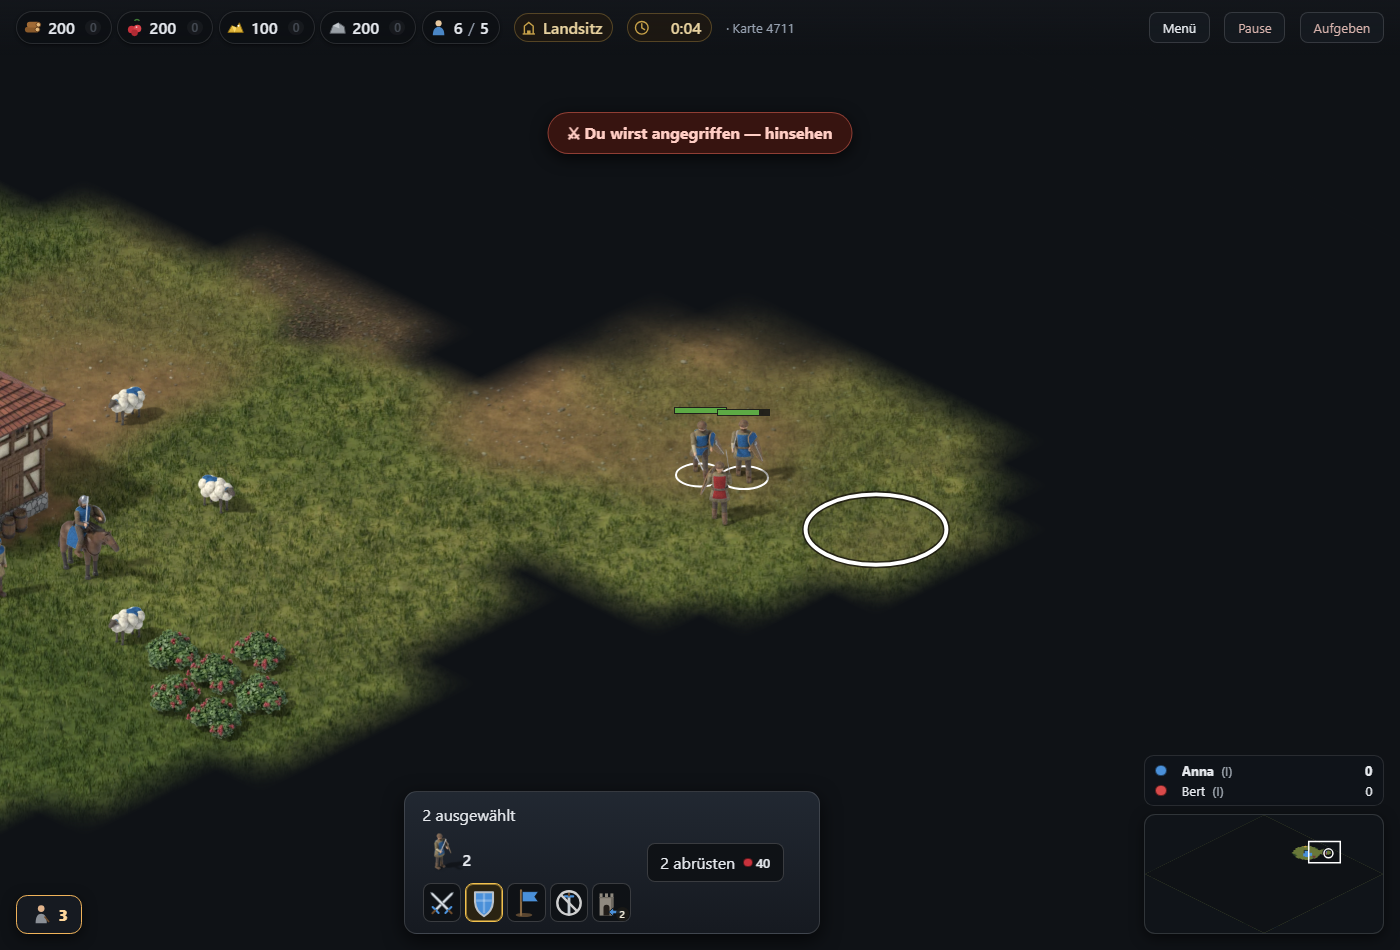 200 0 200 0 100 0 200 0 6 / 5 Landsitz 0:04 · Karte 4711 Menü Pause Aufgeben
Du wirst angegriffen — hinsehen
Anna (I) 0
Bert (I) 0
2 ausgewählt
2
2 abrüsten 40
2
3